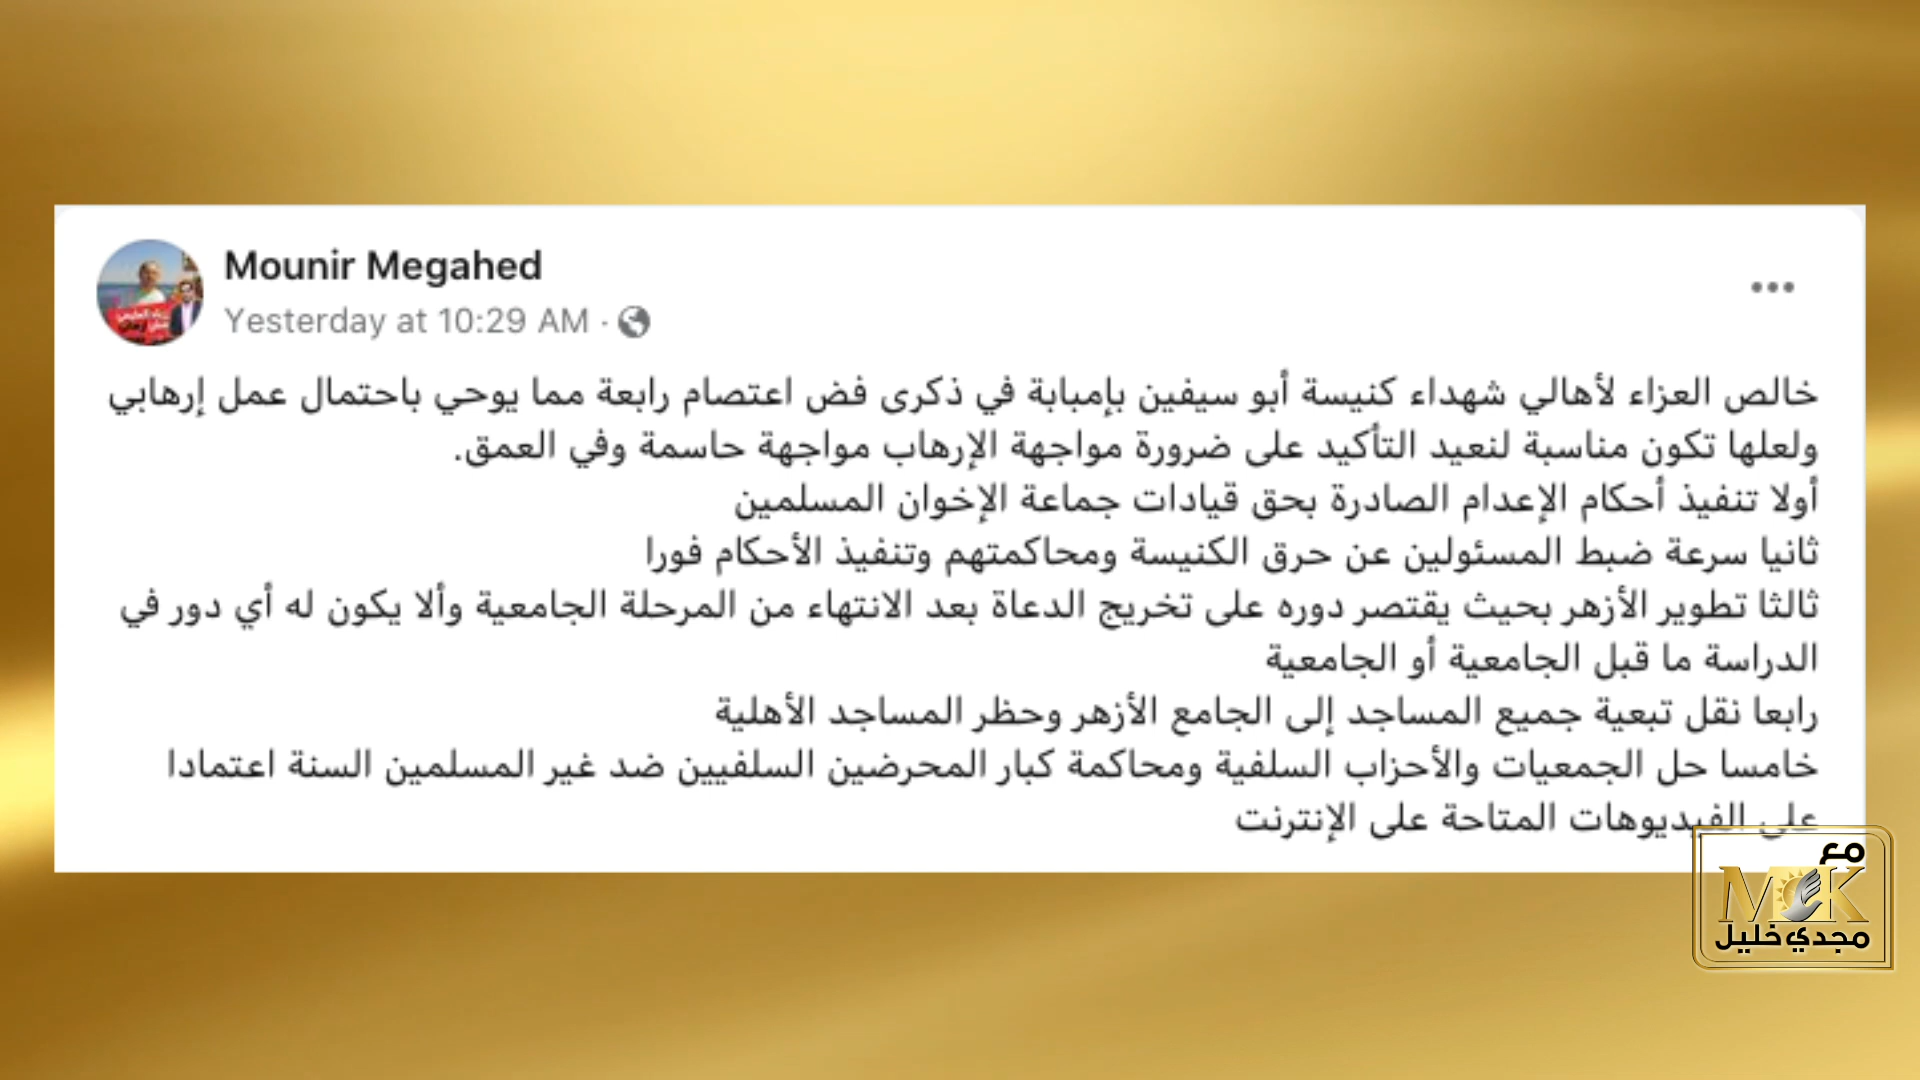 Mounir Megahed
Yesterday at 10:29 AM ·
خالص العزاء لأهالي شهداء كنيسة أبو سيفين بإمبابة في ذكرى فض اعتصام رابعة مما يوحي باحتمال عمل إرهابي
ولعلها تكون مناسبة لنعيد التأكيد على ضرورة مواجهة الإرهاب مواجهة حاسمة وفي العمق.
أولا تنفيذ أحكام الإعدام الصادرة بحق قيادات جماعة الإخوان المسلمين
ثانيا سرعة ضبط المسئولين عن حرق الكنيسة ومحاكمتهم وتنفيذ الأحكام فورا
ثالثا تطوير الأزهر بحيث يقتصر دوره على تخريج الدعاة بعد الانتهاء من المرحلة الجامعية وألا يكون له أي دور في
الدراسة ما قبل الجامعية أو الجامعية
رابعا نقل تبعية جميع المساجد إلى الجامع الأزهر وحظر المساجد الأهلية
خامسا حل الجمعيات والأحزاب السلفية ومحاكمة كبار المحرضين السلفيين ضد غير المسلمين السنة اعتمادا
على الفيديوهات المتاحة على الإنترنت
مع
MK
مجدي خليل